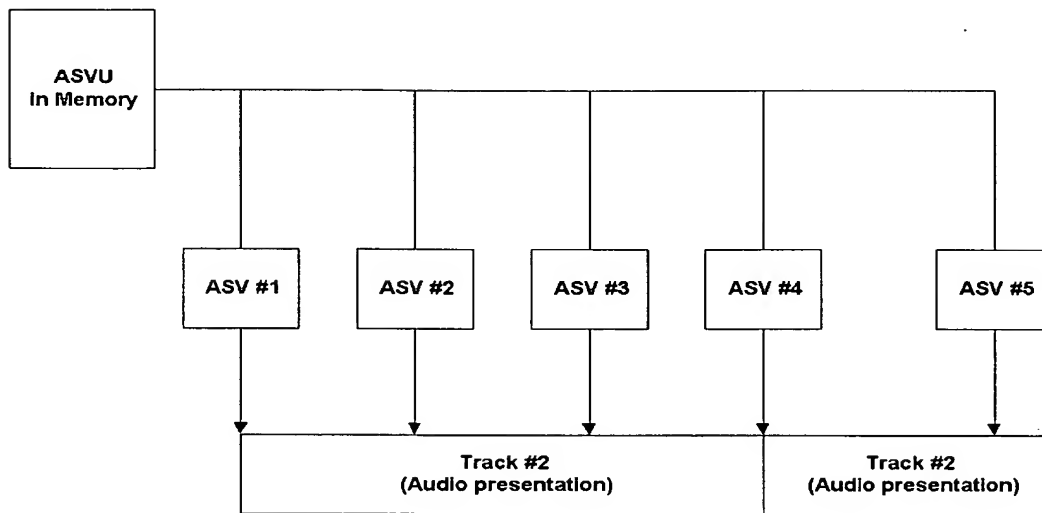 ASVU
In Memory
ASV #1
ASV #2
ASV #3
ASV #4
ASV #5
Track #2
(Audio presentation)
Track #2
(Audio presentation)